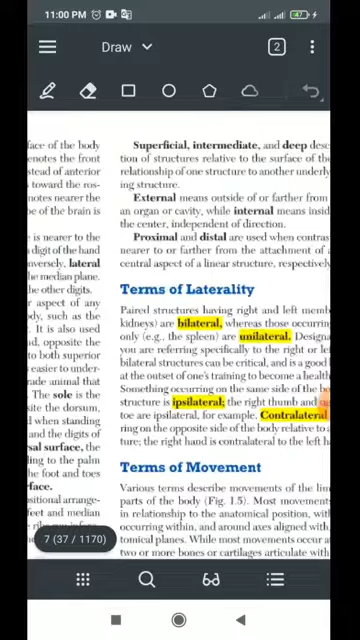 11:00 PM
47
Draw
2
face of the body
enotes the front
stead of anterior
toward the ros-
notes nearer the
be of the brain is
e is nearer to the
digit of the hand
versely, lateral
the median plane.
the other digits.
r aspect of any
dy, such as the
. It is also used
nd, opposite the
to both superior
easier to under-
rade animal that
The sole is the
site the dorsum,
d when standing
and the digits of
sal surface, the
ling to the palm
the foot and toes
rface.
positional arrange-
feet and median
Superficial, intermediate, and deep desc
tion of structures relative to the surface of the
relationship of one structure to another underly
ing structure.
External means outside of or farther from
an organ or cavity, while internal means insid
the center, independent of direction.
Proximal and distal are used when contras
nearer to or farther from the attachment of a
central aspect of a linear structure, respectively
Terms of Laterality
Paired structures having right and left memb
kidneys) are bilateral, whereas those occurring
only (e.g., the spleen) are unilateral. Designa
you are referring specifically to the right or le
bilateral structures can be critical, and is a good
at the outset of one's training to become a health
Something occurring on the same side of the bo
structure is ipsilateral; the right thumb and
toe are ipsilateral, for example. Contralateral
ring on the opposite side of the body relative to a
ture; the right hand is contralateral to the left h
Terms of Movement
Various terms describe movements of the lim
parts of the body (Fig. 1.5). Most movements
in relationship to the anatomical position, with
occurring within, and around axes aligned with
tomical planes. While most movements occur a
two or more bones or cartilages articulate with
7 (37 / 1170)